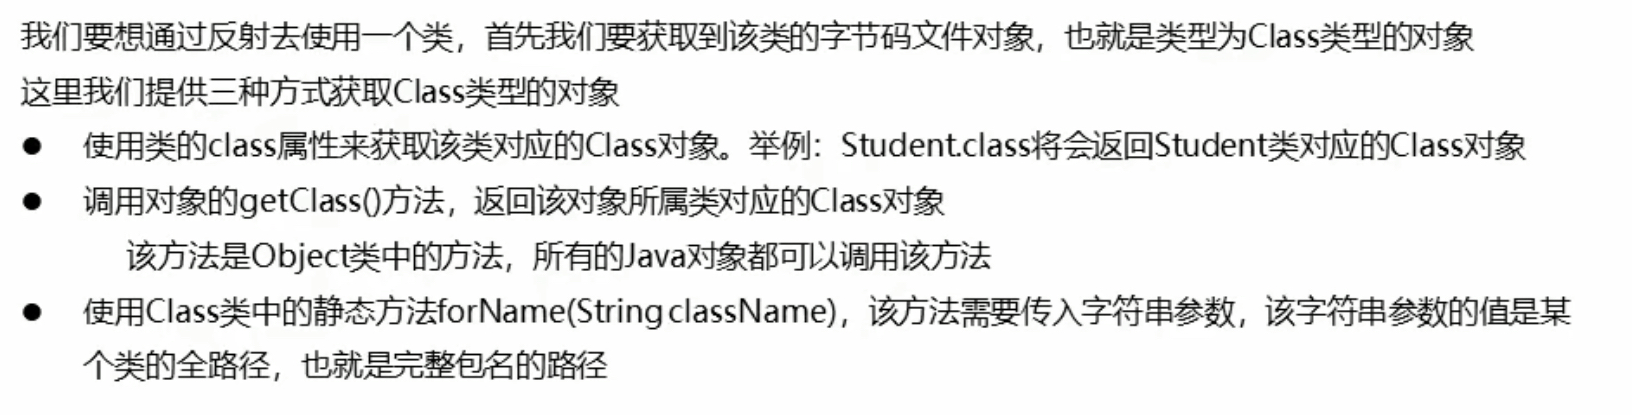 我们要想通过反射去使用一个类，首先我们要获取到该类的字节码文件对象，也就是类型为Class类型的对象
这里我们提供三种方式获取Class类型的对象
● 使用类的class属性来获取该类对应的Class对象。举例：Student.class将会返回Student类对应的Class对象
● 调用对象的getClass()方法，返回该对象所属类对应的Class对象
该方法是Object类中的方法，所有的Java对象都可以调用该方法
● 使用Class类中的静态方法forName(String className)，该方法需要传入字符串参数，该字符串参数的值是某
个类的全路径，也就是完整包名的路径